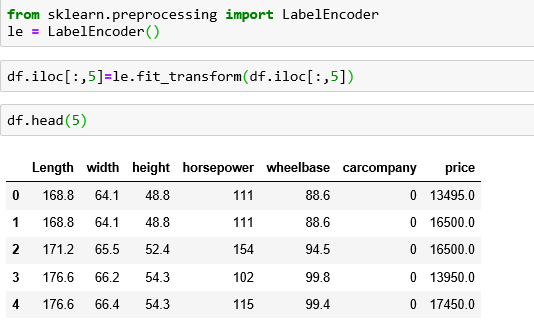 from sklearn.preprocessing import LabelEncoder
le = LabelEncoder()
df.iloc[:,5]=le.fit_transform(df.iloc[:,5])
df.head(5)
Length width height horsepower wheelbase carcompany price
0 168.8 64.1 48.8 111 88.6 0 13495.0
1 168.8 64.1 48.8 111 88.6 0 16500.0
2 171.2 65.5 52.4 154 94.5 0 16500.0
3 176.6 66.2 54.3 102 99.8 0 13950.0
4 176.6 66.4 54.3 115 99.4 0 17450.0